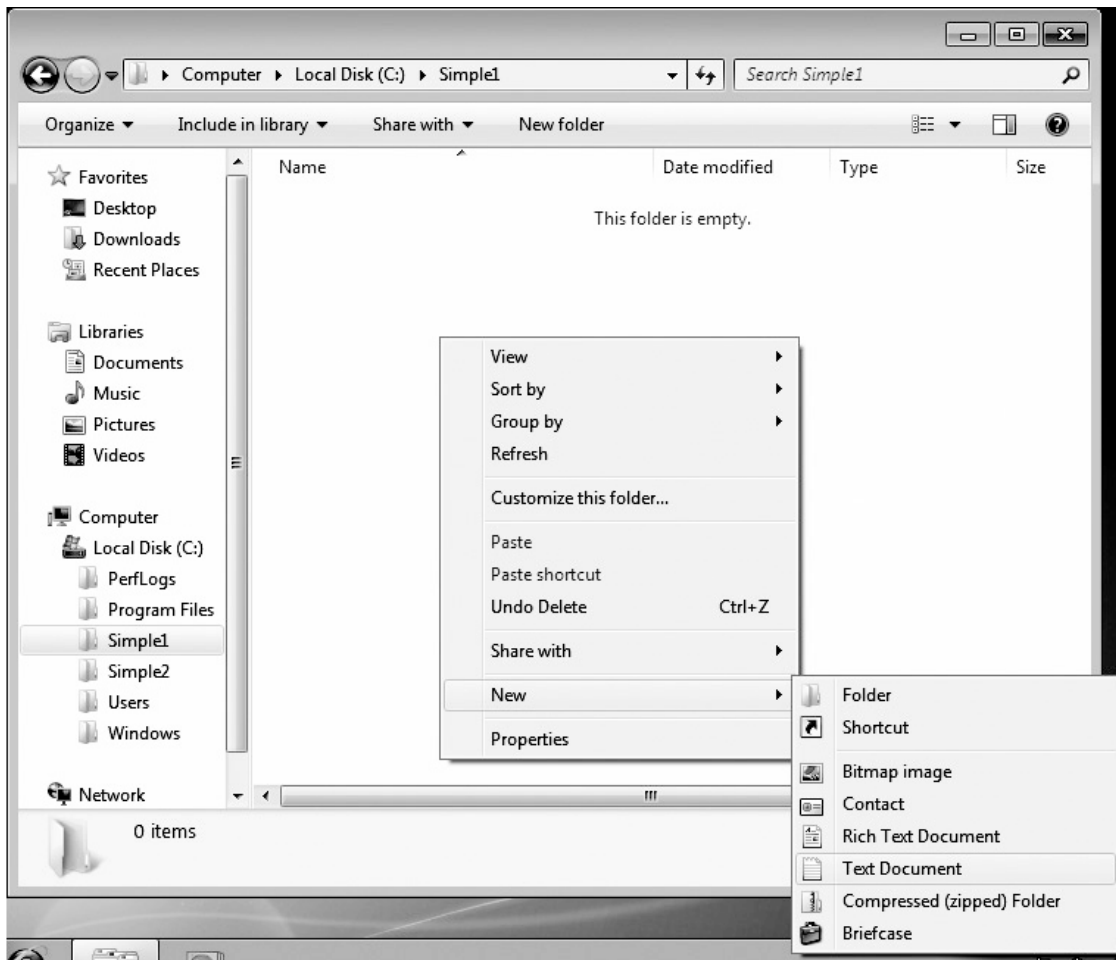 Computer ▸ Local Disk (C:) ▸ Simple1
Search Simple1
Organize Include in library Share with New folder
Name Date modified Type Size
This folder is empty.
Favorites
Desktop
Downloads
Recent Places
Libraries
Documents
Music
Pictures
Videos
Computer
Local Disk (C:)
PerfLogs
Program Files
Simple1
Simple2
Users
Windows
Network
0 items
View
Sort by
Group by
Refresh
Customize this folder...
Paste
Paste shortcut
Undo Delete Ctrl+Z
Share with
New
Properties
Folder
Shortcut
Bitmap image
Contact
Rich Text Document
Text Document
Compressed (zipped) Folder
Briefcase